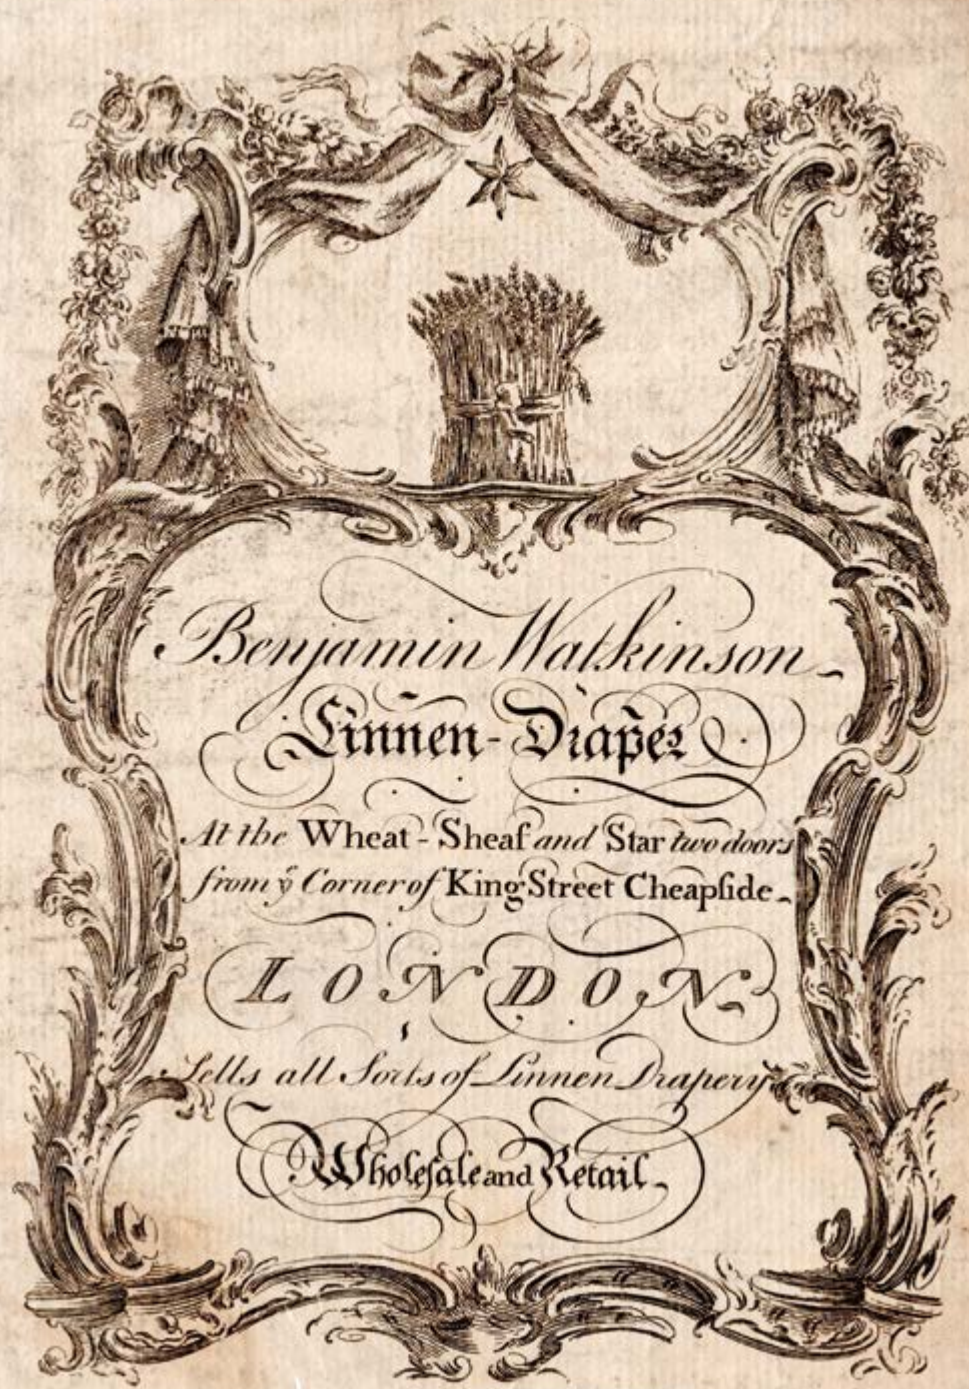 Benjamin Watkinson
Linnen-Draper
At the Wheat-Sheaf and Star two doors
from yͤ Corner of King Street Cheapſide
LONDON
Sells all Sorts of Linnen Drapery
Wholeſale and Retail